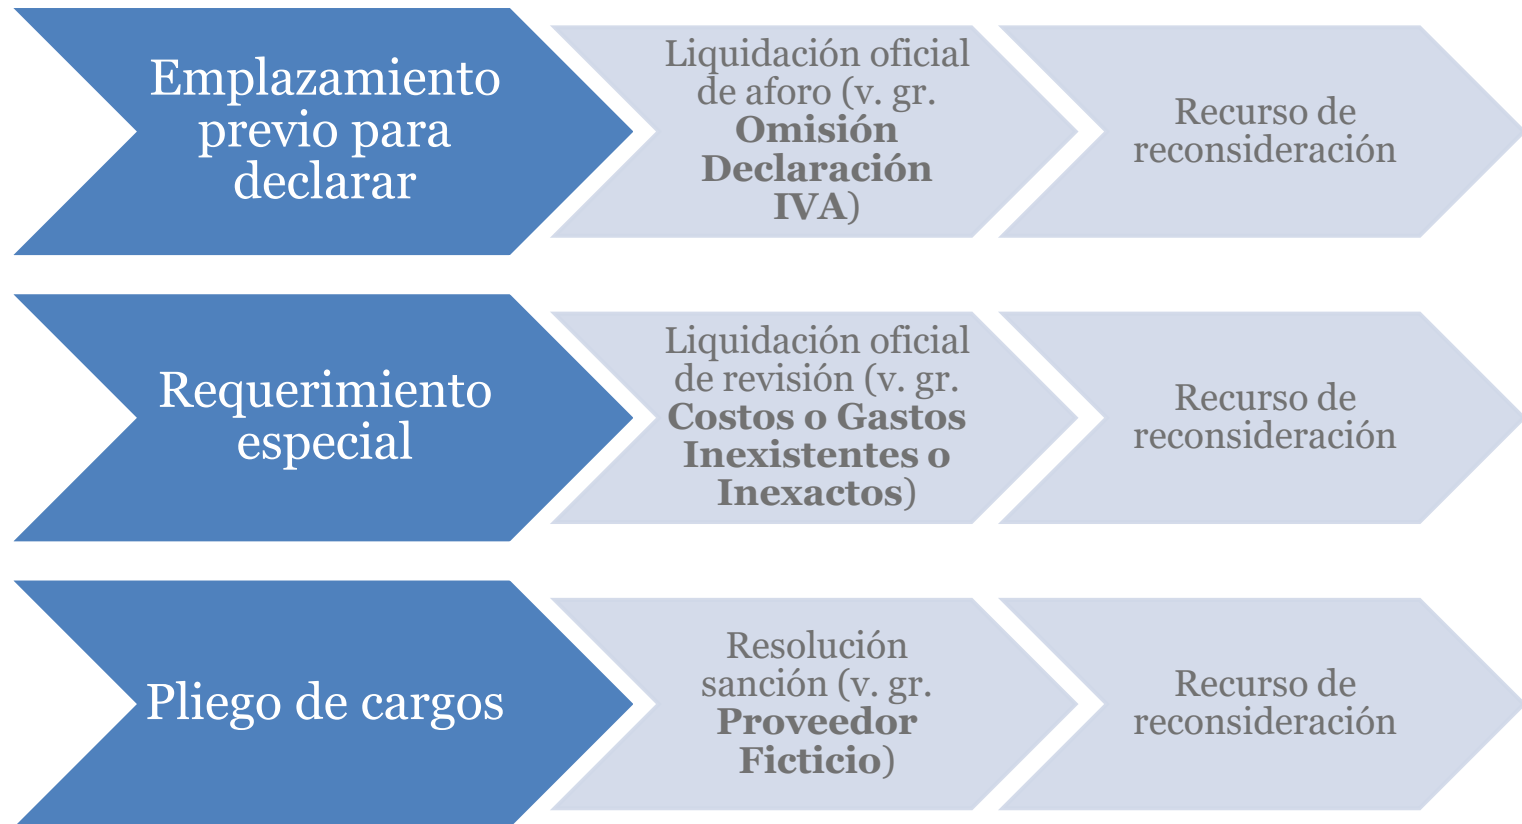 Emplazamiento
previo para
declarar
Liquidación oficial
de aforo (v. gr.
Omisión
Declaración
IVA)
Recurso de
reconsideración
Requerimiento
especial
Liquidación oficial
de revisión (v. gr.
Costos o Gastos
Inexistentes o
Inexactos)
Recurso de
reconsideración
Pliego de cargos
Resolución
sanción (v. gr.
Proveedor
Ficticio)
Recurso de
reconsideración